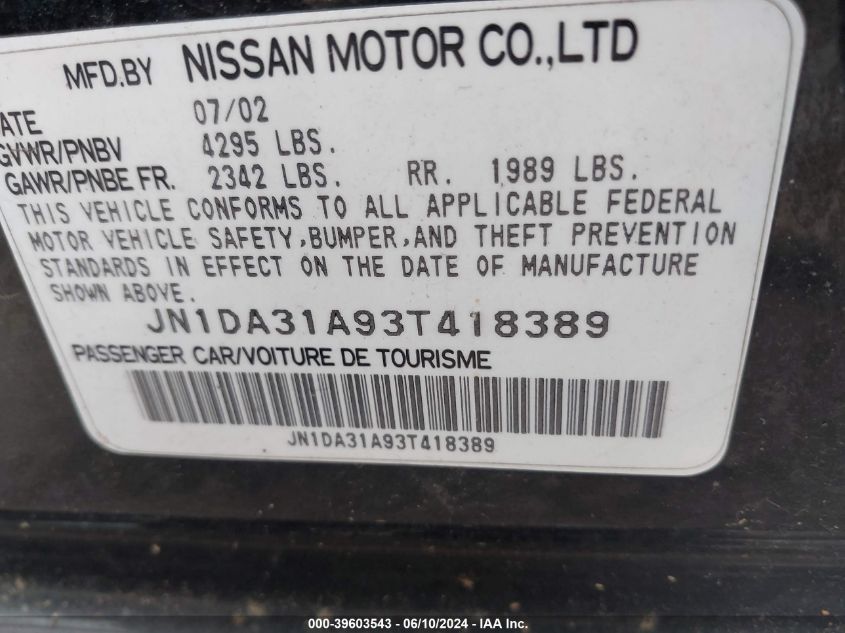 MFD.BY NISSAN MOTOR CO.,LTD
ATE 07/02
GVWR/PNBV 4295 LBS.
GAWR/PNBE FR. 2342 LBS. RR. 1989 LBS.
THIS VEHICLE CONFORMS TO ALL APPLICABLE FEDERAL
MOTOR VEHICLE SAFETY,BUMPER,AND THEFT PREVENTION
STANDARDS IN EFFECT ON THE DATE OF MANUFACTURE
SHOWN ABOVE.
JN1DA31A93T418389
PASSENGER CAR/VOITURE DE TOURISME
JN1DA31A93T418389
000-39603543 - 06/10/2024 - IAAI.COM